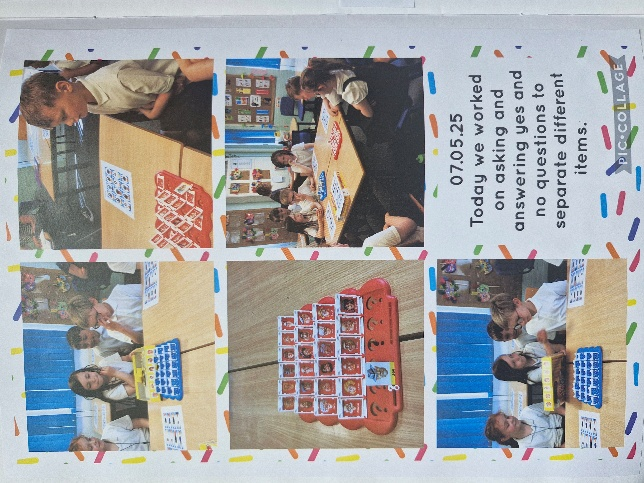 07.05.25
Today we worked
on asking and
answering yes and
no questions to
separate different
items.
PIC•COLLAGE